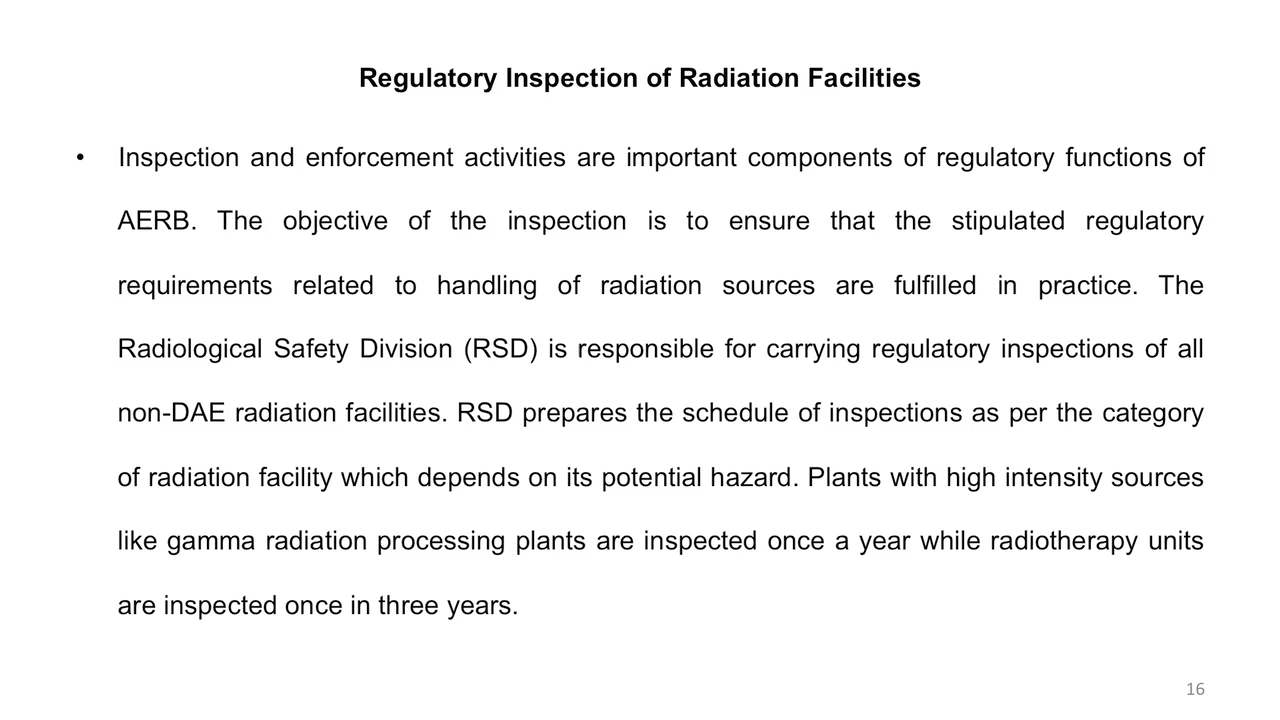 Regulatory Inspection of Radiation Facilities
• Inspection and enforcement activities are important components of regulatory functions of
AERB. The objective of the inspection is to ensure that the stipulated regulatory
requirements related to handling of radiation sources are fulfilled in practice. The
Radiological Safety Division (RSD) is responsible for carrying regulatory inspections of all
non-DAE radiation facilities. RSD prepares the schedule of inspections as per the category
of radiation facility which depends on its potential hazard. Plants with high intensity sources
like gamma radiation processing plants are inspected once a year while radiotherapy units
are inspected once in three years.
16